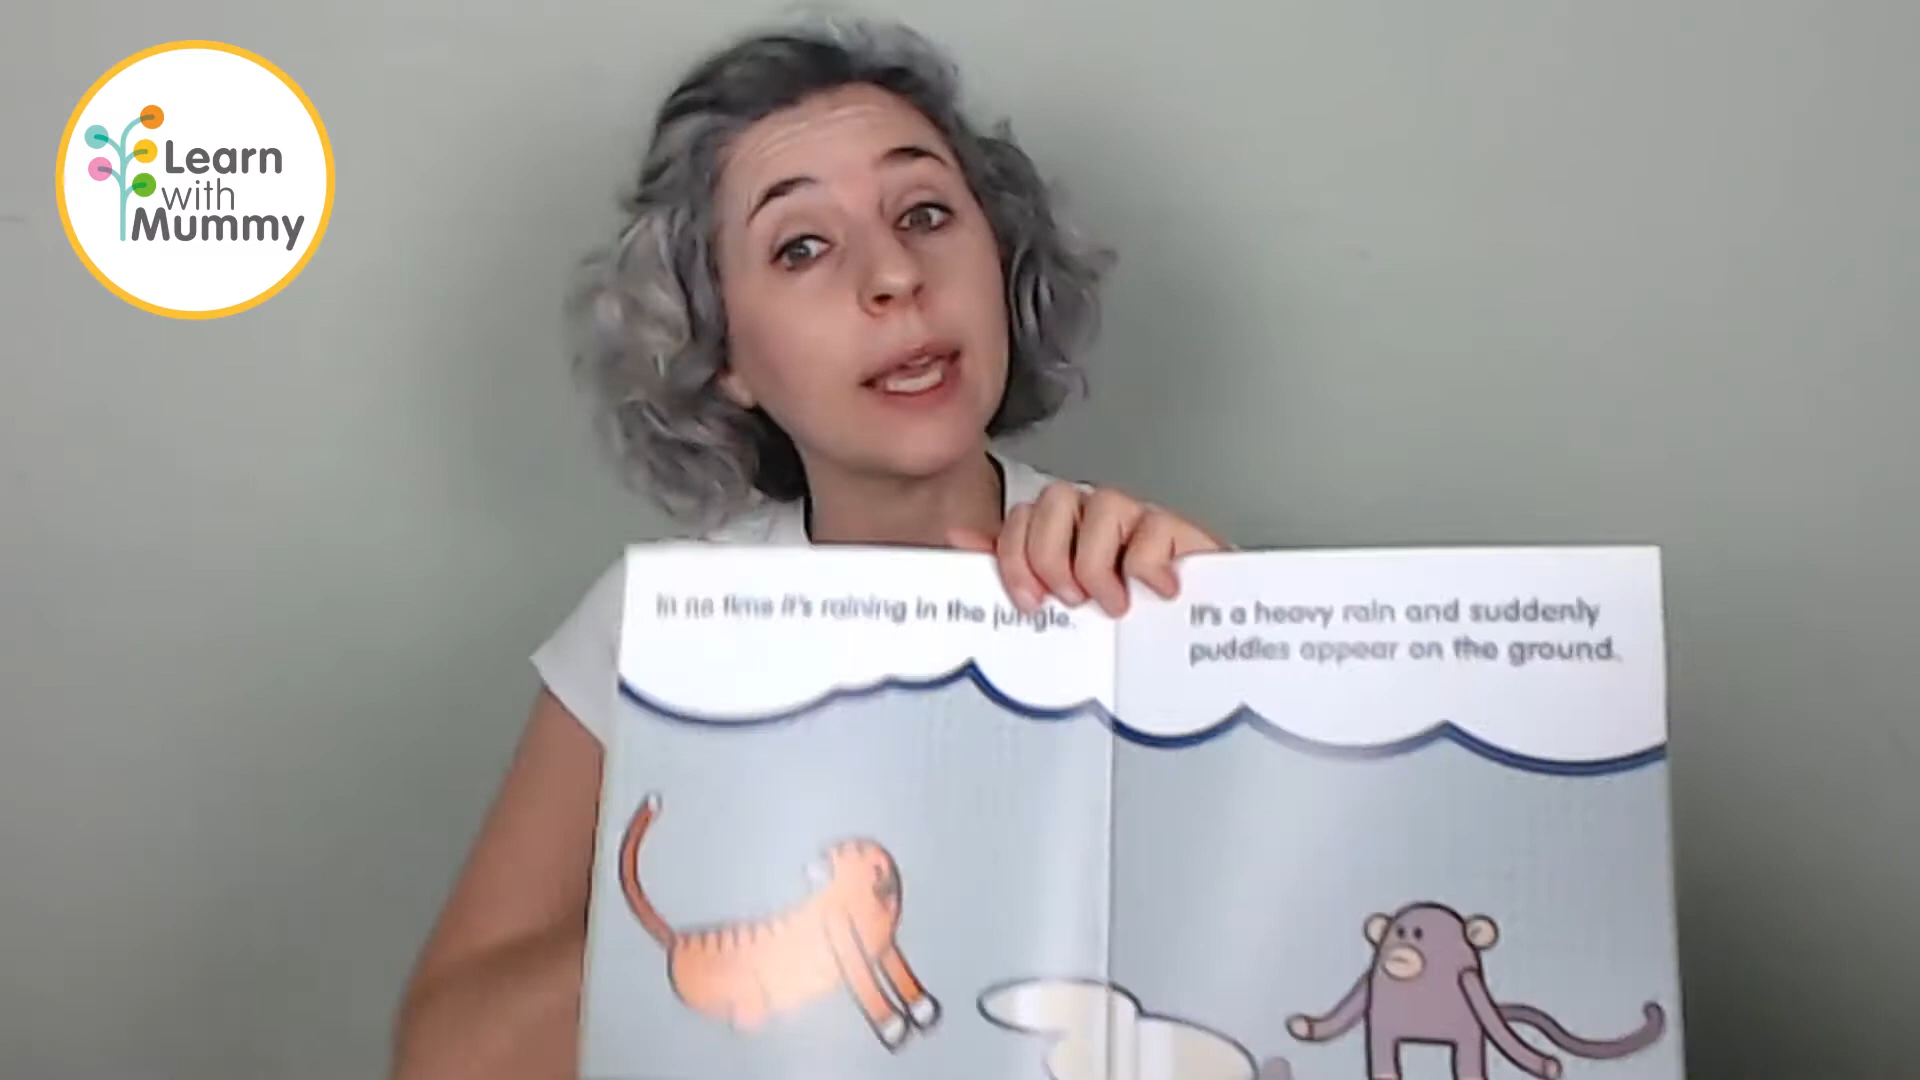 Learn
with
Mummy
In no time it's raining in the jungle.
It's a heavy rain and suddenly
puddles appear on the ground.